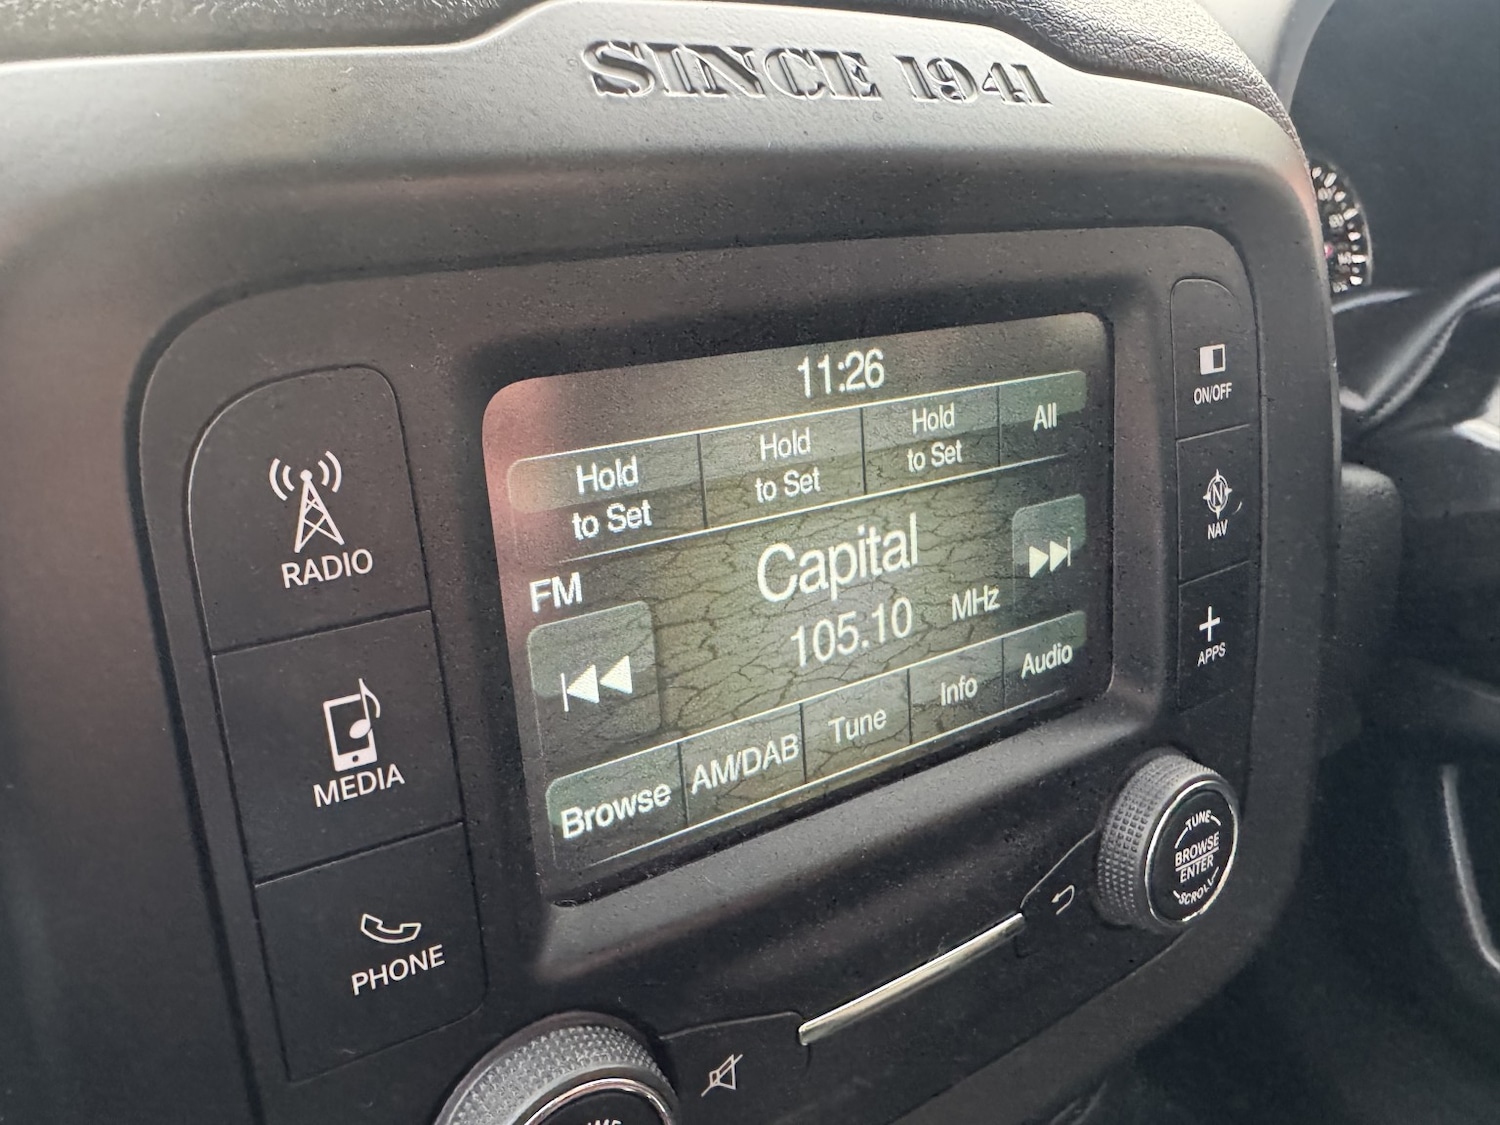 SINCE 1941
11:26
Hold
to Set
Hold
to Set
Hold
to Set
All
FM
Capital
105.10 MHz
Browse
AM/DAB
Tune
Info
Audio
RADIO
MEDIA
PHONE
ON/OFF
N
NAV
APPS
TUNE
BROWSE
ENTER
SCROLL